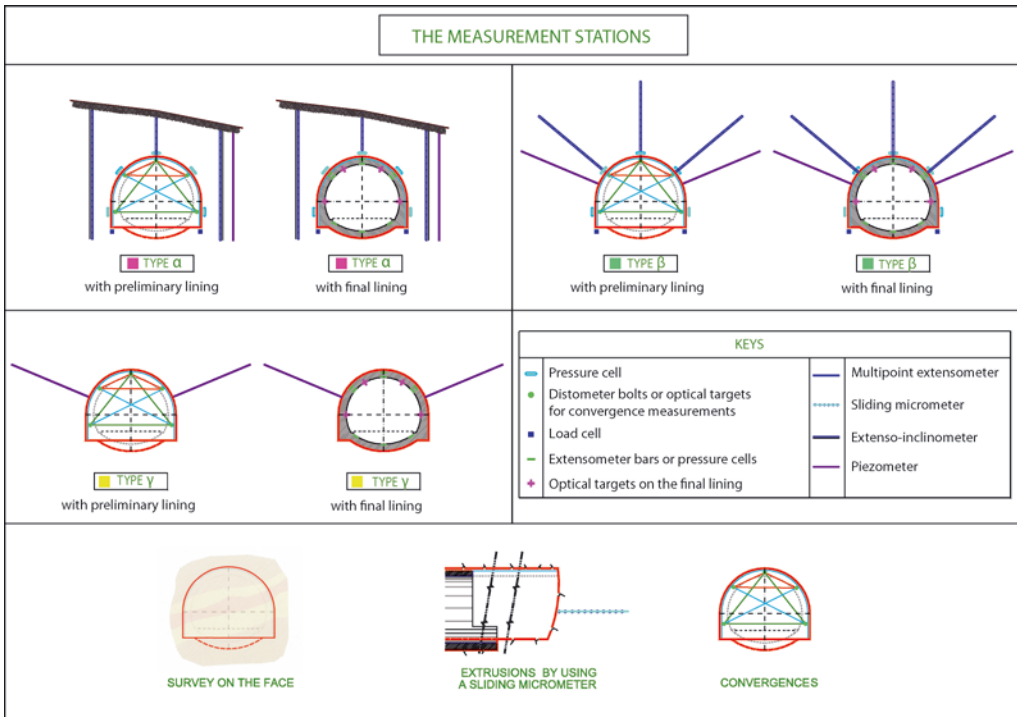 THE MEASUREMENT STATIONS
TYPE α
with preliminary lining
TYPE α
with final lining
TYPE β
with preliminary lining
TYPE β
with final lining
TYPE γ
with preliminary lining
TYPE γ
with final lining
KEYS
Pressure cell
Distometer bolts or optical targets
for convergence measurements
Load cell
Extensometer bars or pressure cells
Optical targets on the final lining
Multipoint extensometer
Sliding micrometer
Extenso-inclinometer
Piezometer
SURVEY ON THE FACE
EXTRUSIONS BY USING
A SLIDING MICROMETER
CONVERGENCES